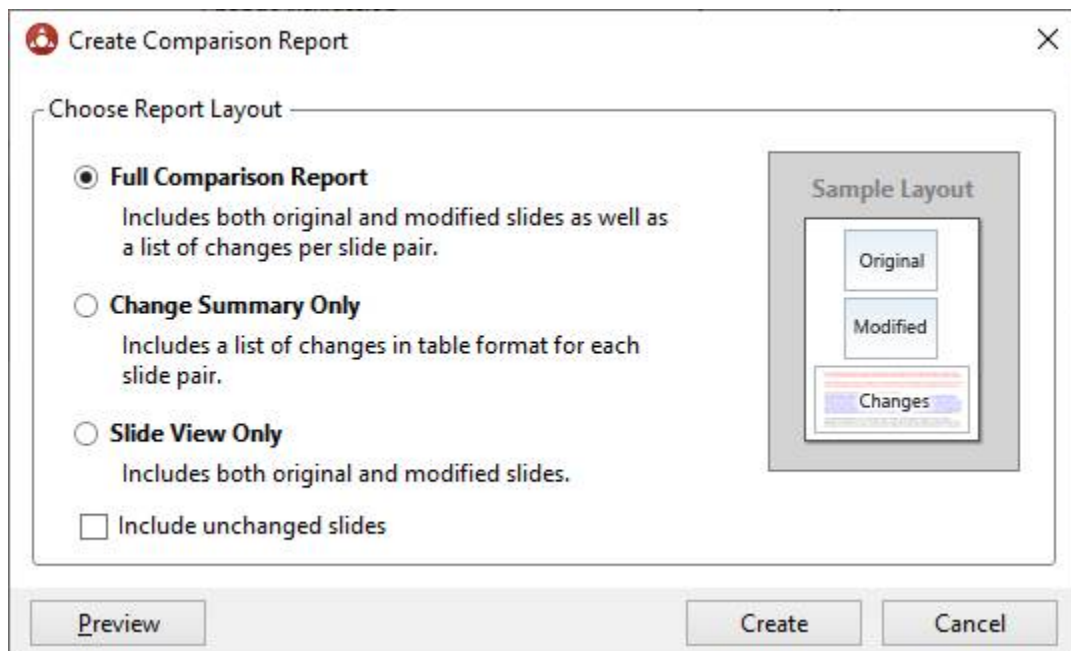 Create Comparison Report
Choose Report Layout
Full Comparison Report
Includes both original and modified slides as well as
a list of changes per slide pair.
Change Summary Only
Includes a list of changes in table format for each
slide pair.
Slide View Only
Includes both original and modified slides.
Include unchanged slides
Sample Layout
Original
Modified
Changes
Preview
Create
Cancel